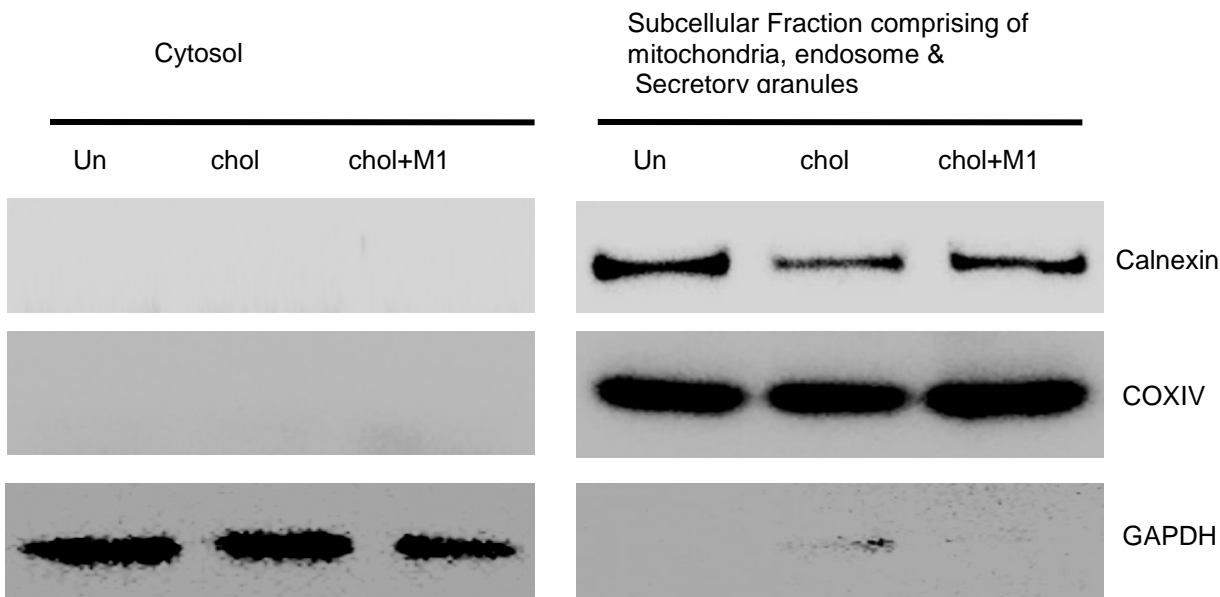 Cytosol
Subcellular Fraction comprising of
mitochondria, endosome &
Secretory granules
Un chol chol+M1
Un chol chol+M1
Calnexin
COXIV
GAPDH